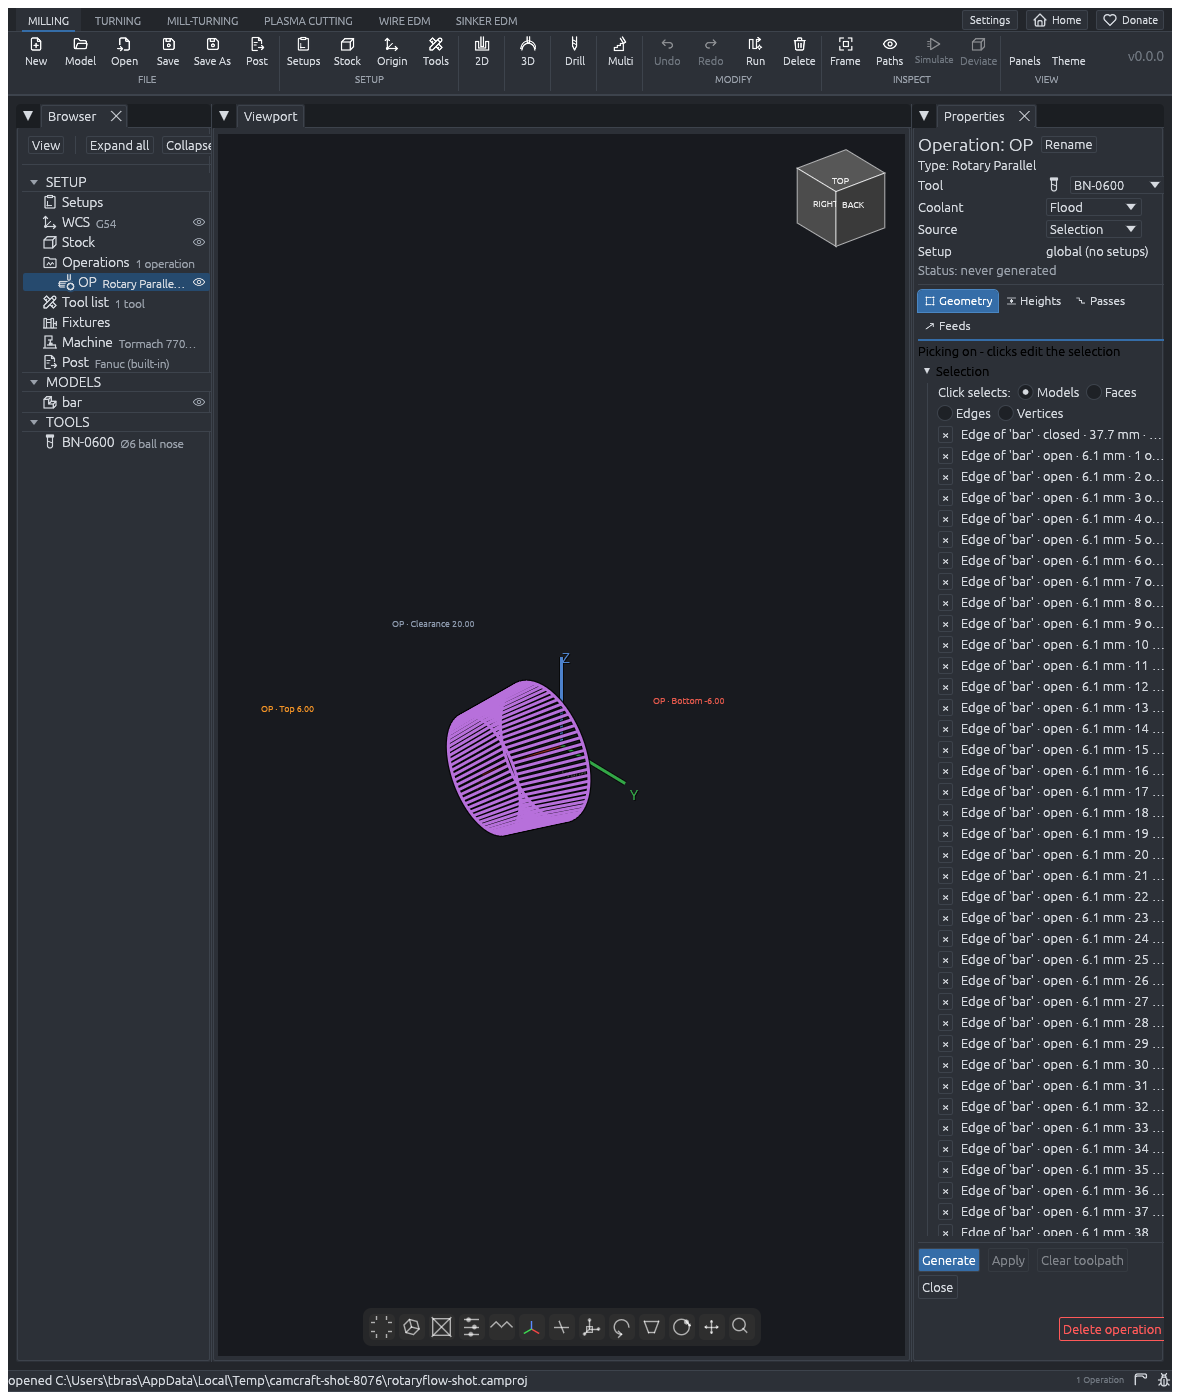 MILLING TURNING MILL-TURNING PLASMA CUTTING WIRE EDM SINKER EDM Settings Home Donate
New Model Open Save Save As Post Setups Stock Origin Tools 2D 3D Drill Multi Undo Redo Run Delete Frame Paths Simulate Deviate Panels Theme v0.0.0
FILE SETUP MODIFY INSPECT VIEW
Browser
View Expand all Collapse
SETUP
Setups
WCS G54
Stock
Operations 1 operation
OP Rotary Paralle...
Tool list 1 tool
Fixtures
Machine Tormach 770...
Post Fanuc (built-in)
MODELS
bar
TOOLS
BN-0600 Ø6 ball nose
Viewport
TOP
RIGHT BACK
OP · Clearance 20.00
Z
OP · Bottom -6.00
OP · Top 6.00
Y
Properties
Operation: OP Rename
Type: Rotary Parallel
Tool BN-0600
Coolant Flood
Source Selection
Setup global (no setups)
Status: never generated
Geometry Heights Passes
Feeds
Picking on - clicks edit the selection
Selection
Click selects: Models Faces
Edges Vertices
Edge of 'bar' · closed · 37.7 mm · ...
Edge of 'bar' · open · 6.1 mm · 1 o...
Edge of 'bar' · open · 6.1 mm · 2 o...
Edge of 'bar' · open · 6.1 mm · 3 o...
Edge of 'bar' · open · 6.1 mm · 4 o...
Edge of 'bar' · open · 6.1 mm · 5 o...
Edge of 'bar' · open · 6.1 mm · 6 o...
Edge of 'bar' · open · 6.1 mm · 7 o...
Edge of 'bar' · open · 6.1 mm · 8 o...
Edge of 'bar' · open · 6.1 mm · 9 o...
Edge of 'bar' · open · 6.1 mm · 10 ...
Edge of 'bar' · open · 6.1 mm · 11 ...
Edge of 'bar' · open · 6.1 mm · 12 ...
Edge of 'bar' · open · 6.1 mm · 13 ...
Edge of 'bar' · open · 6.1 mm · 14 ...
Edge of 'bar' · open · 6.1 mm · 15 ...
Edge of 'bar' · open · 6.1 mm · 16 ...
Edge of 'bar' · open · 6.1 mm · 17 ...
Edge of 'bar' · open · 6.1 mm · 18 ...
Edge of 'bar' · open · 6.1 mm · 19 ...
Edge of 'bar' · open · 6.1 mm · 20 ...
Edge of 'bar' · open · 6.1 mm · 21 ...
Edge of 'bar' · open · 6.1 mm · 22 ...
Edge of 'bar' · open · 6.1 mm · 23 ...
Edge of 'bar' · open · 6.1 mm · 24 ...
Edge of 'bar' · open · 6.1 mm · 25 ...
Edge of 'bar' · open · 6.1 mm · 26 ...
Edge of 'bar' · open · 6.1 mm · 27 ...
Edge of 'bar' · open · 6.1 mm · 28 ...
Edge of 'bar' · open · 6.1 mm · 29 ...
Edge of 'bar' · open · 6.1 mm · 30 ...
Edge of 'bar' · open · 6.1 mm · 31 ...
Edge of 'bar' · open · 6.1 mm · 32 ...
Edge of 'bar' · open · 6.1 mm · 33 ...
Edge of 'bar' · open · 6.1 mm · 34 ...
Edge of 'bar' · open · 6.1 mm · 35 ...
Edge of 'bar' · open · 6.1 mm · 36 ...
Edge of 'bar' · open · 6.1 mm · 37 ...
Edge of 'bar' · open · 6.1 mm · 38
Generate Apply Clear toolpath
Close
Delete operation
opened C:\Users\tbras\AppData\Local\Temp\camcraft-shot-8076\rotaryflow-shot.camproj 1 Operation